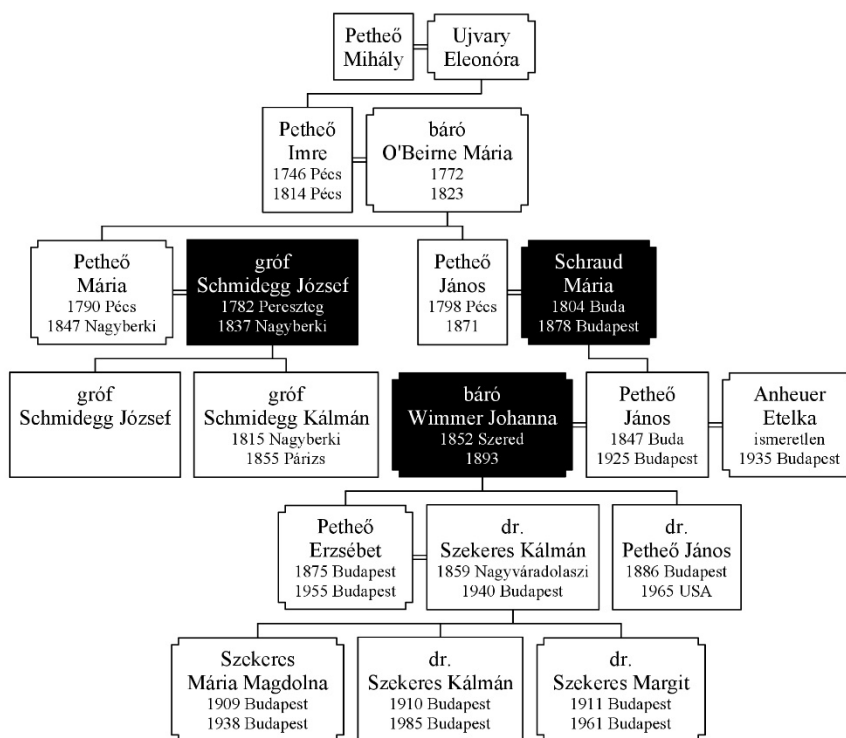 Petheő
Mihály
Ujvary
Eleonóra
Petheő
Imre
1746 Pécs
1814 Pécs
báró
O'Beirne Mária
1772
1823
Petheő
Mária
1790 Pécs
1847 Nagyberki
gróf
Schmidegg József
1782 Pereszteg
1837 Nagyberki
Petheő
János
1798 Pécs
1871
Schraud
Mária
1804 Buda
1878 Budapest
gróf
Schmidegg József
gróf
Schmidegg Kálmán
1815 Nagyberki
1855 Párizs
báró
Wimmer Johanna
1852 Szered
1893
Petheő
János
1847 Buda
1925 Budapest
Anheuer
Etelka
ismeretlen
1935 Budapest
Petheő
Erzsébet
1875 Budapest
1955 Budapest
dr.
Szekeres Kálmán
1859 Nagyváradolaszi
1940 Budapest
dr.
Petheő János
1886 Budapest
1965 USA
Szekeres
Mária Magdolna
1909 Budapest
1938 Budapest
dr.
Szekeres Kálmán
1910 Budapest
1985 Budapest
dr.
Szekeres Margit
1911 Budapest
1961 Budapest